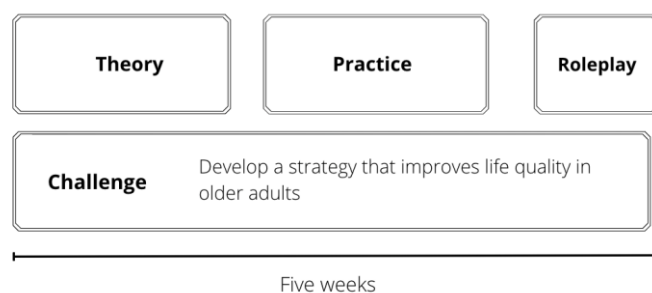 Theory
Practice
Roleplay
Challenge
Develop a strategy that improves life quality in
older adults
Five weeks